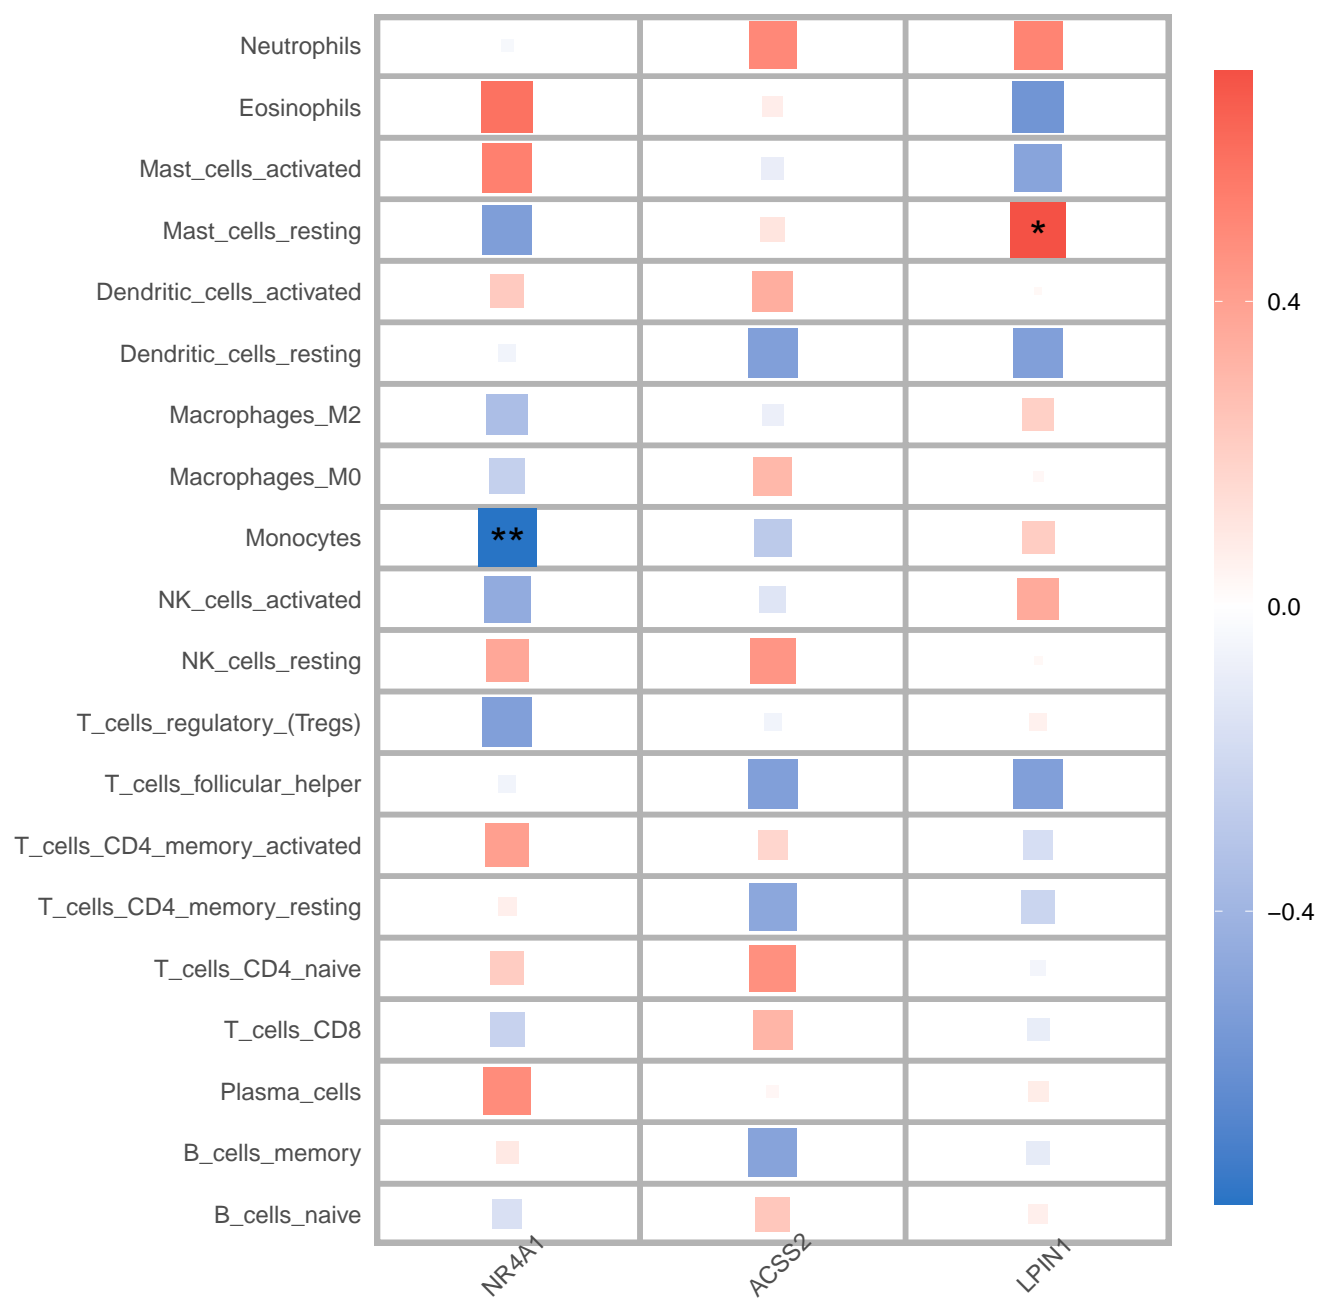 Neutrophils
Eosinophils
Mast_cells_activated
Mast_cells_resting
*
Dendritic_cells_activated
Dendritic_cells_resting
Macrophages_M2
Macrophages_M0
Monocytes
**
NK_cells_activated
NK_cells_resting
T_cells_regulatory_(Tregs)
T_cells_follicular_helper
T_cells_CD4_memory_activated
T_cells_CD4_memory_resting
T_cells_CD4_naive
T_cells_CD8
Plasma_cells
B_cells_memory
B_cells_naive
NR4A1
ACSS2
LPIN1
0.4
0.0
−0.4